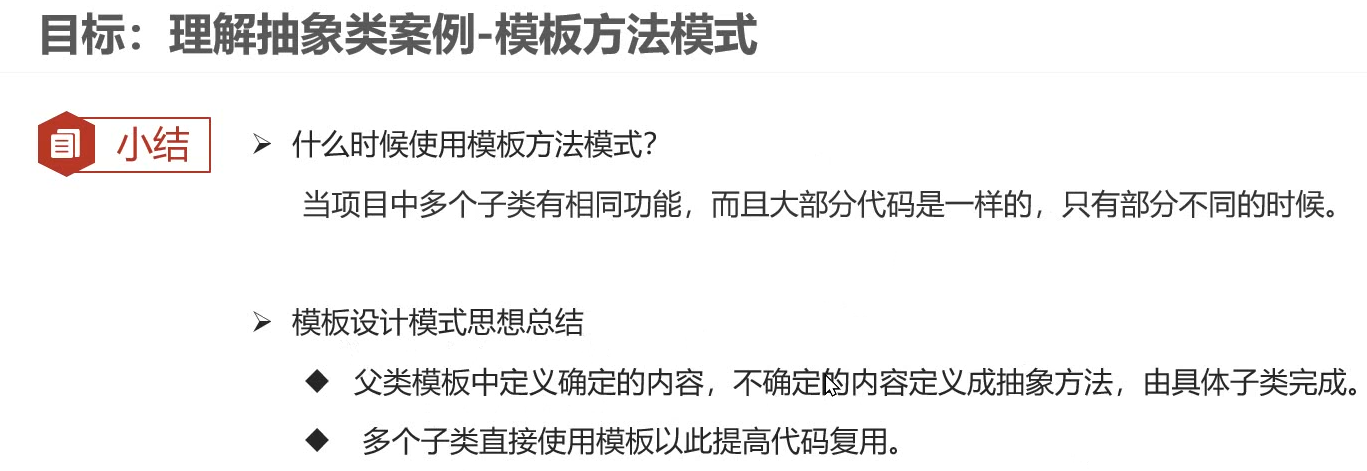 目标：理解抽象类案例-模板方法模式
小结
什么时候使用模板方法模式？
当项目中多个子类有相同功能，而且大部分代码是一样的，只有部分不同的时候。
模板设计模式思想总结
父类模板中定义确定的内容，不确定的内容定义成抽象方法，由具体子类完成。
多个子类直接使用模板以此提高代码复用。